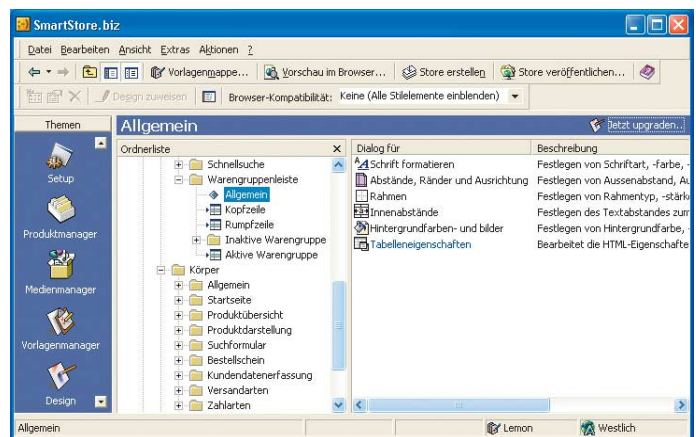 SmartStore.biz
Datei Bearbeiten Ansicht Extras Aktionen ?
Vorlagenmappe... Vorschau im Browser... Store erstellen Store veröffentlichen...
Design zuweisen Browser-Kompatibilität: Keine (Alle Stilelemente einblenden)
Themen
Allgemein
Jetzt upgraden..
Setup
Produktmanager
Medienmanager
Vorlagenmanager
Design
Ordnerliste X
Schnellsuche
Warengruppenleiste
Allgemein
Kopfzeile
Rumpfzeile
Inaktive Warengruppe
Aktive Warengruppe
Körper
Allgemein
Startseite
Produktübersicht
Produktdarstellung
Suchformular
Bestellschein
Kundendatenerfassung
Versandarten
Zahlarten
Dialog für Beschreibung
Schrift formatieren Festlegen von Schriftart, -farbe, -
Abstände, Ränder und Ausrichtung Festlegen von Aussenabstand, Au
Rahmen Festlegen von Rahmentyp, -stärk
Innenabstände Festlegen des Textabstandes zum
Hintergrundfarben- und bilder Festlegen von Hintergrundfarbe, -
Tabelleneigenschaften Bearbeitet die HTML-Eigenschafte
Allgemein Lemon Westlich